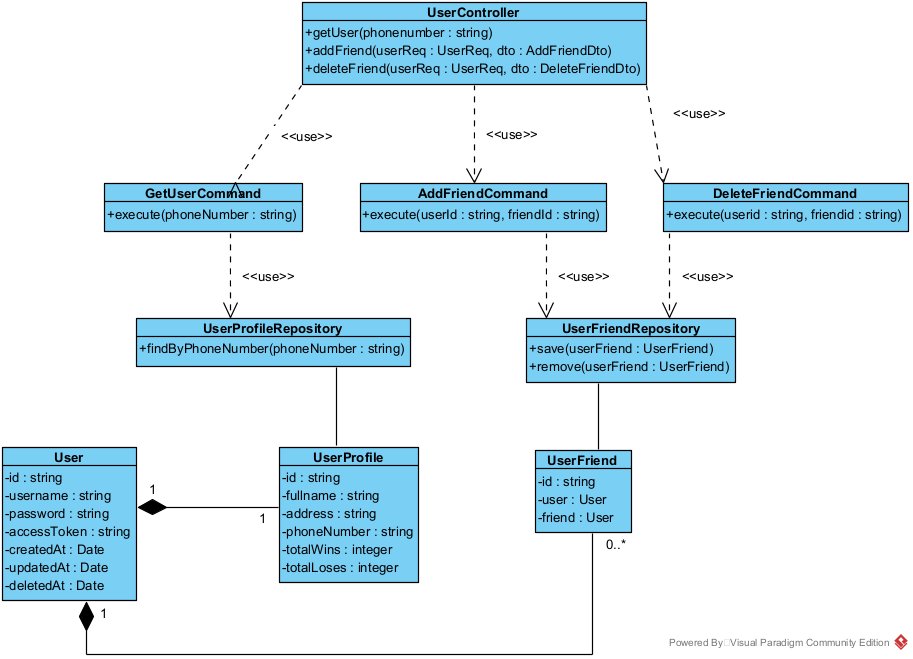 UserController
+getUser(phonenumber : string)
+addFriend(userReq : UserReq, dto : AddFriendDto)
+deleteFriend(userReq : UserReq, dto : DeleteFriendDto)
<<use>>
<<use>>
<<use>>
GetUserCommand
+execute(phoneNumber : string)
AddFriendCommand
+execute(userId : string, friendId : string)
DeleteFriendCommand
+execute(userid : string, friendid : string)
<<use>>
<<use>>
<<use>>
UserProfileRepository
+findByPhoneNumber(phoneNumber : string)
UserFriendRepository
+save(userFriend : UserFriend)
+remove(userFriend : UserFriend)
User
-id : string
-username : string
-password : string
-accessToken : string
-createdAt : Date
-updatedAt : Date
-deletedAt : Date
1
1
UserProfile
-id : string
-fullname : string
-address : string
-phoneNumber : string
-totalWins : integer
-totalLoses : integer
UserFriend
-id : string
-user : User
-friend : User
0..*
1
Powered By Visual Paradigm Community Edition